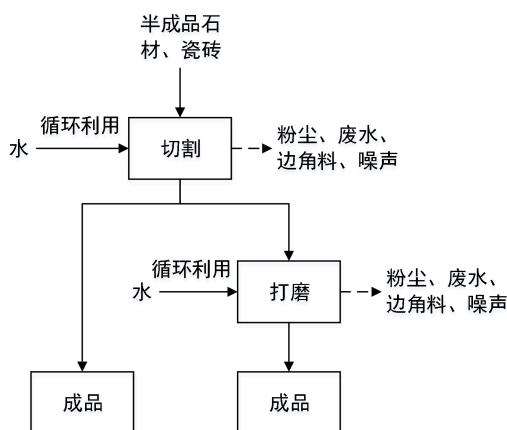 半成品石
材、瓷砖
循环利用
水
切割
粉尘、废水、
边角料、噪声
循环利用
水
打磨
粉尘、废水、
边角料、噪声
成品
成品